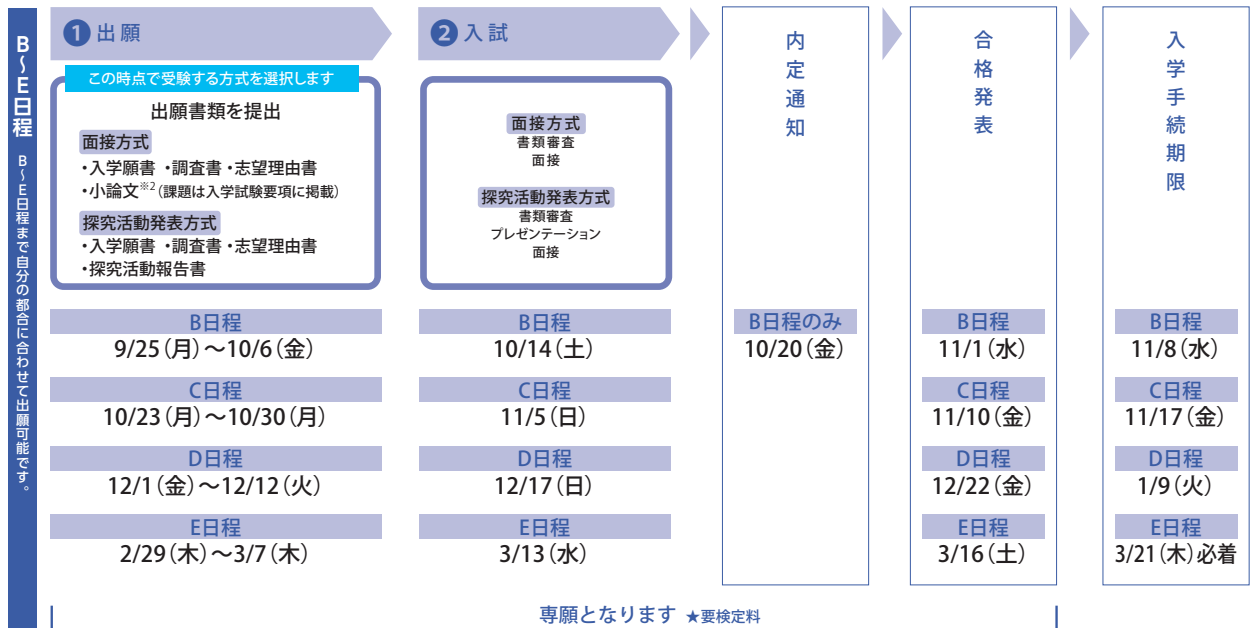 B～E日程 B～E日程まで自分の都合に合わせて出願可能です。
❶出願
この時点で受験する方式を選択します
出願書類を提出
面接方式
・入学願書 ・調査書 ・志望理由書
・小論文※2（課題は入学試験要項に掲載）
探究活動発表方式
・入学願書 ・調査書 ・志望理由書
・探究活動報告書
B日程
9/25（月）～10/6（金）
C日程
10/23（月）～10/30（月）
D日程
12/1（金）～12/12（火）
E日程
2/29（木）～3/7（木）
❷入試
面接方式
書類審査
面接
探究活動発表方式
書類審査
プレゼンテーション
面接
B日程
10/14（土）
C日程
11/5（日）
D日程
12/17（日）
E日程
3/13（水）
内定通知
B日程のみ
10/20（金）
合格発表
B日程
11/1（水）
C日程
11/10（金）
D日程
12/22（金）
E日程
3/16（土）
入学手続期限
B日程
11/8（水）
C日程
11/17（金）
D日程
1/9（火）
E日程
3/21（木）必着
専願となります ★要検定料